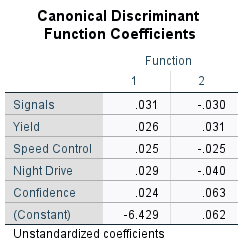 Canonical Discriminant
Function Coefficients
Function
1 2
Signals .031 -.030
Yield .026 .031
Speed Control .025 -.025
Night Drive .029 -.040
Confidence .024 .063
(Constant) -6.429 .062
Unstandardized coefficients